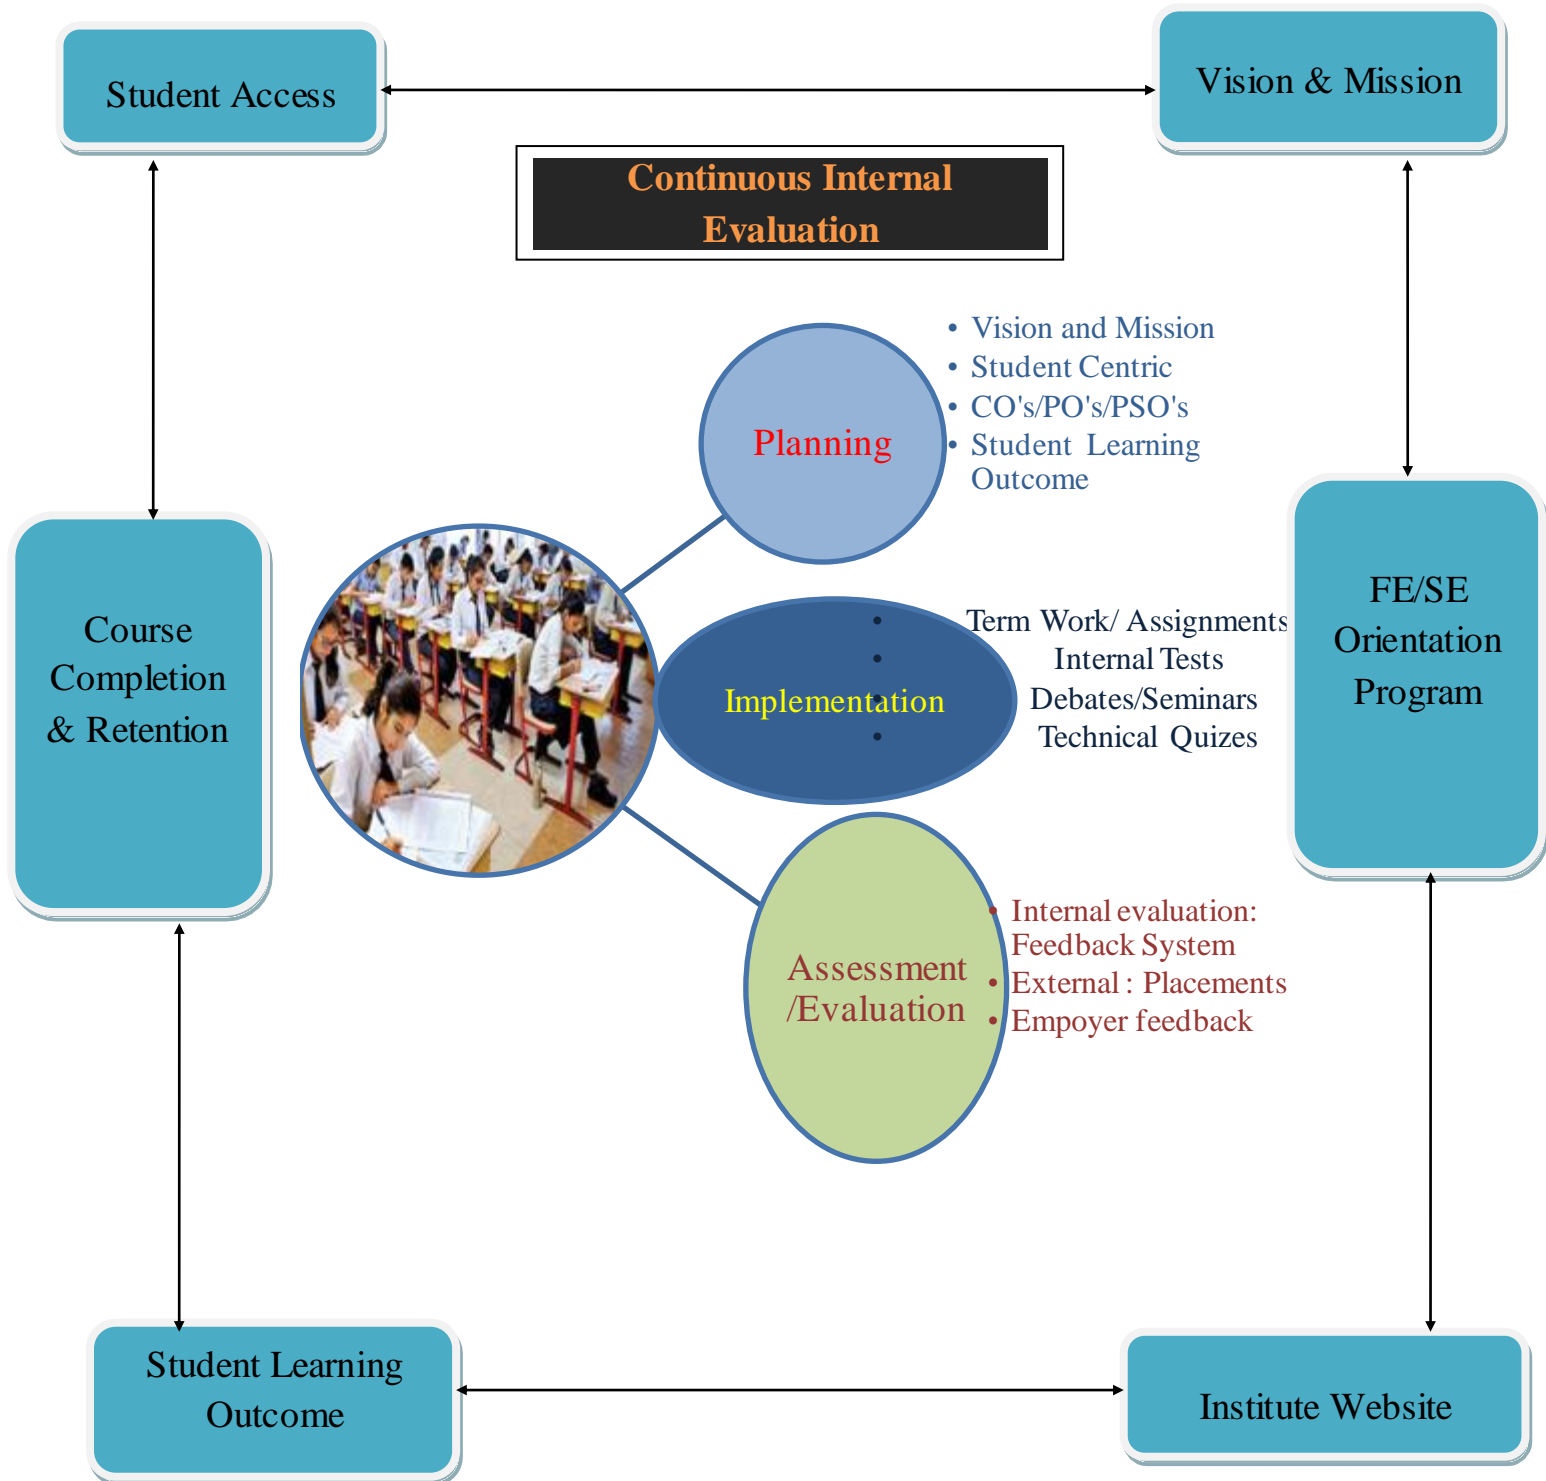 Student Access
Vision & Mission
Continuous Internal
Evaluation
• Vision and Mission
• Student Centric
• CO's/PO's/PSO's
• Student Learning
Outcome
Planning
Course
Completion
& Retention
• Term Work/ Assignments
• Internal Tests
• Debates/Seminars
• Technical Quizes
Implementation
FE/SE
Orientation
Program
• Internal evaluation:
Feedback System
• External : Placements
• Empoyer feedback
Assessment
/Evaluation
Student Learning
Outcome
Institute Website